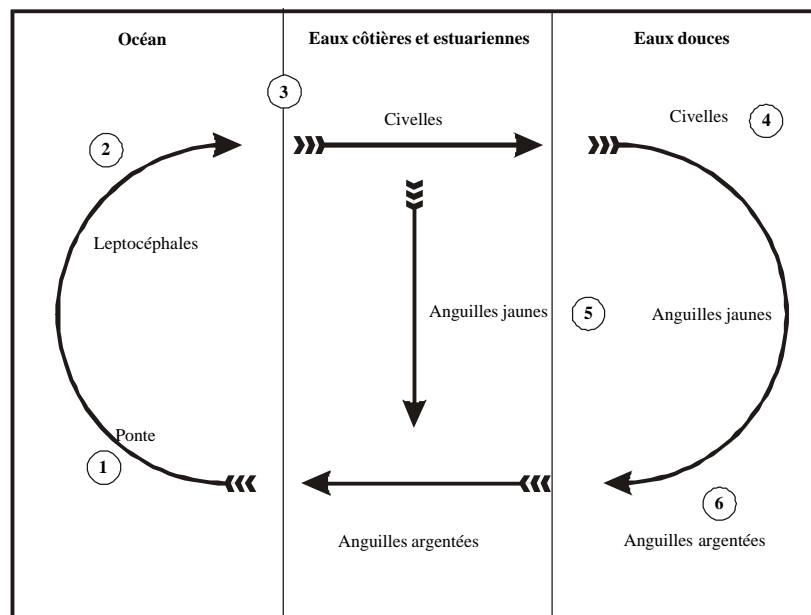 Océan
Eaux côtières et estuariennes
Eaux douces
3
Civelles
Civelles
4
2
Leptocéphales
Anguilles jaunes
5
Anguilles jaunes
Ponte
1
6
Anguilles argentées
Anguilles argentées